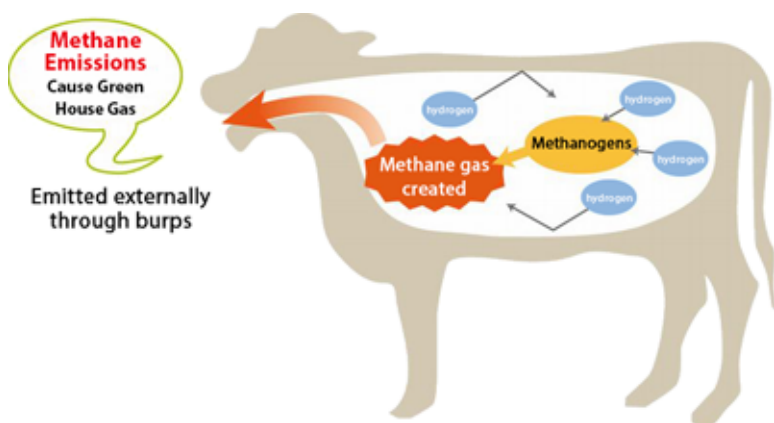 Methane
Emissions
Cause Green
House Gas
Emitted externally
through burps
hydrogen
hydrogen
Methanogens
hydrogen
Methane gas
created
hydrogen